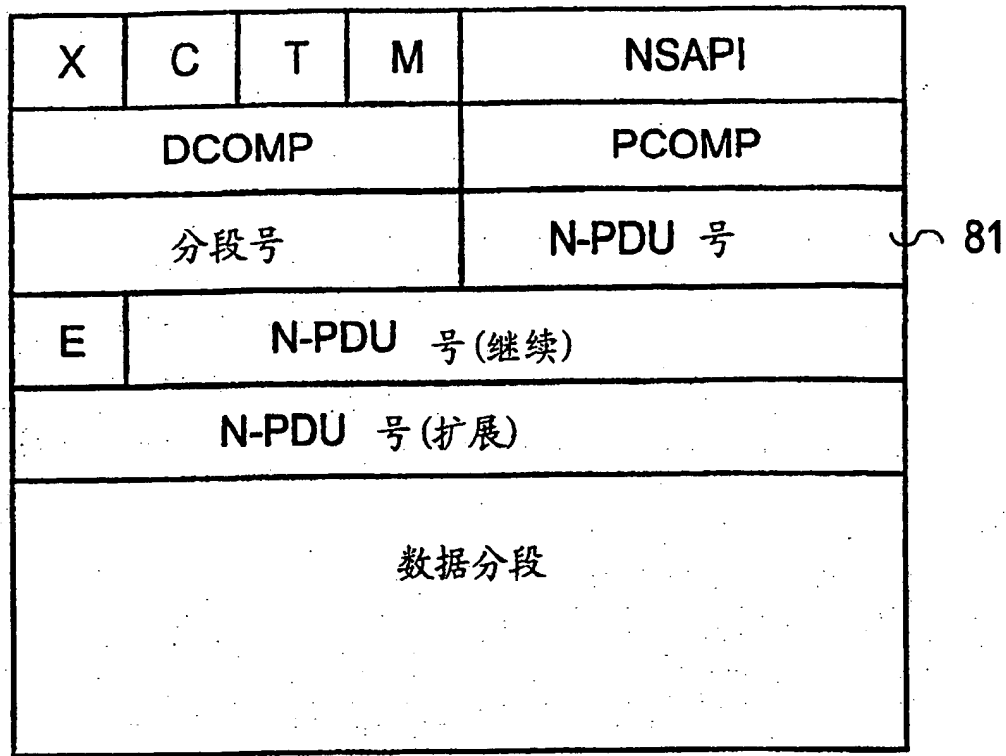 X C T M NSAPI
DCOMP PCOMP
分段号 N-PDU 号 81
E N-PDU 号(继续)
N-PDU 号(扩展)
数据分段